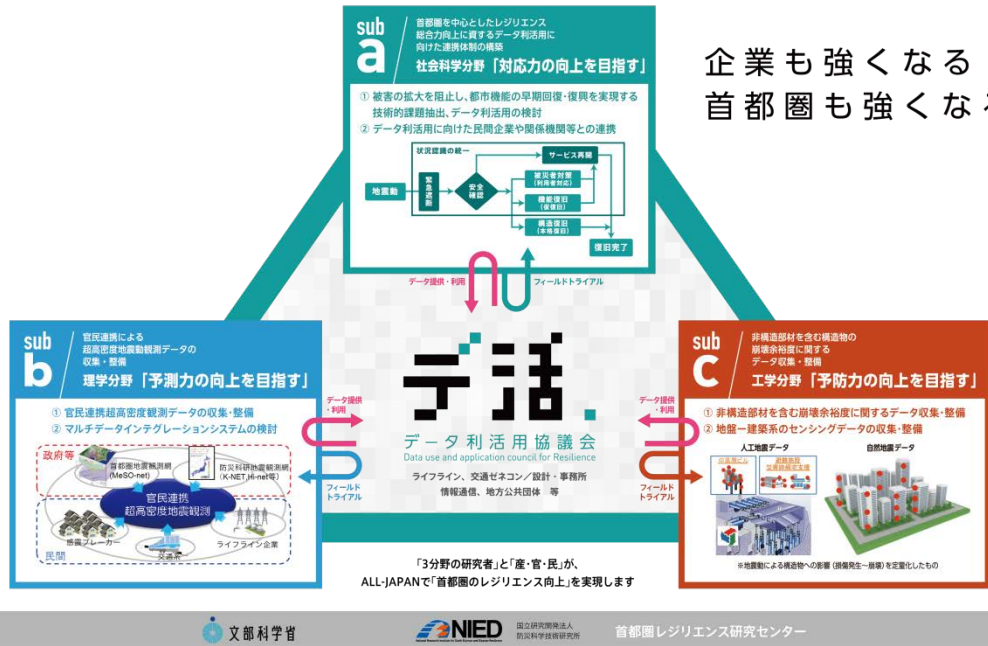 企業も強くなる
首都圏も強くなる
sub
a
首都圏を中心としたレジリエンス
総合力向上に資するデータ利活用に
向けた連携体制の構築
社会科学分野「対応力の向上を目指す」
① 被害の拡大を阻止し、都市機能の早期回復・復興を実現する
技術的課題抽出、データ利活用の検討
② データ利活用に向けた民間企業や関係機関等との連携
状況認識の統一
サービス再開
地震動
緊急遮断
安全
確認
被災者対策
(利用者対応)
機能復旧
(仮復旧)
構造復旧
(本格復旧)
復旧完了
データ提供・利用
フィールドトライアル
sub
b
官民連携による
超高密度地震動観測データの
収集・整備
理学分野「予測力の向上を目指す」
① 官民連携超高密度観測データの収集・整備
② マルチデータインテグレーションシステムの検討
政府等
首都圏地震観測網
(MeSO-net)
防災科研地震観測網
(K-NET,Hi-net等)
官民連携
超高密度地震観測
感震ブレーカー
交通系
ライフライン企業
民間
データ提供
・利用
フィールド
トライアル
デ活.
データ利活用協議会
Data use and application council for Resilience
ライフライン、交通ゼネコン/設計・事務所
情報通信、地方公共団体 等
データ提供
・利用
フィールド
トライアル
sub
c
非構造部材を含む構造物の
崩壊余裕度に関する
データ収集・整備
工学分野「予防力の向上を目指す」
① 非構造部材を含む崩壊余裕度に関するデータ収集・整備
② 地盤ー建築系のセンシングデータの収集・整備
人工地震データ
自然地震データ
※地震動による構造物への影響(損傷発生~崩壊)を定量化したもの
「3分野の研究者」と「産・官・民」が、
ALL-JAPANで「首都圏のレジリエンス向上」を実現します
文部科学省
NIED
国立研究開発法人
防災科学技術研究所
首都圏レジリエンス研究センター